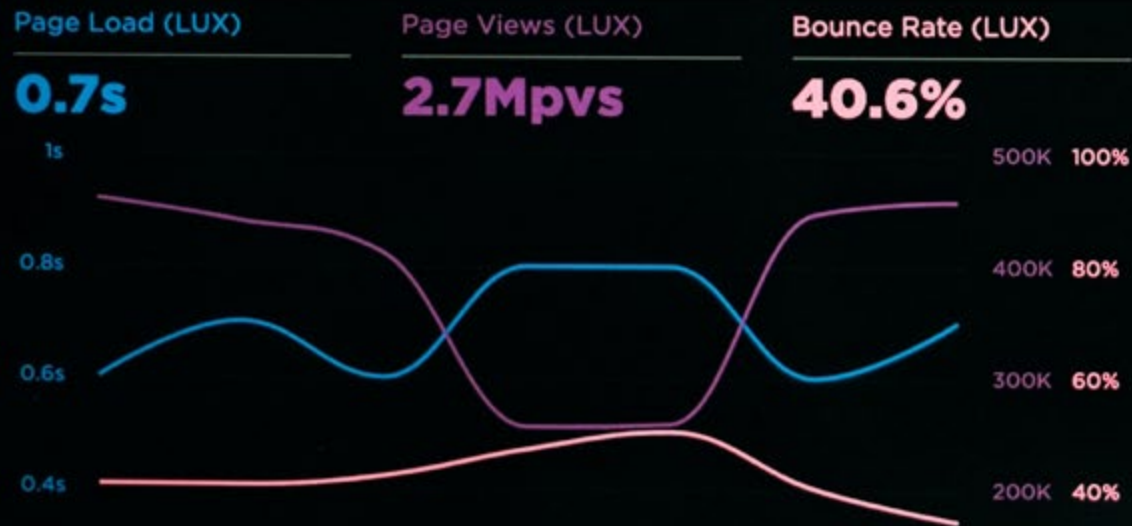 Page Load (LUX) Page Views (LUX) Bounce Rate (LUX)
0.7s 2.7Mpvs 40.6%
1s 500K 100%
0.8s 400K 80%
0.6s 300K 60%
0.4s 200K 40%